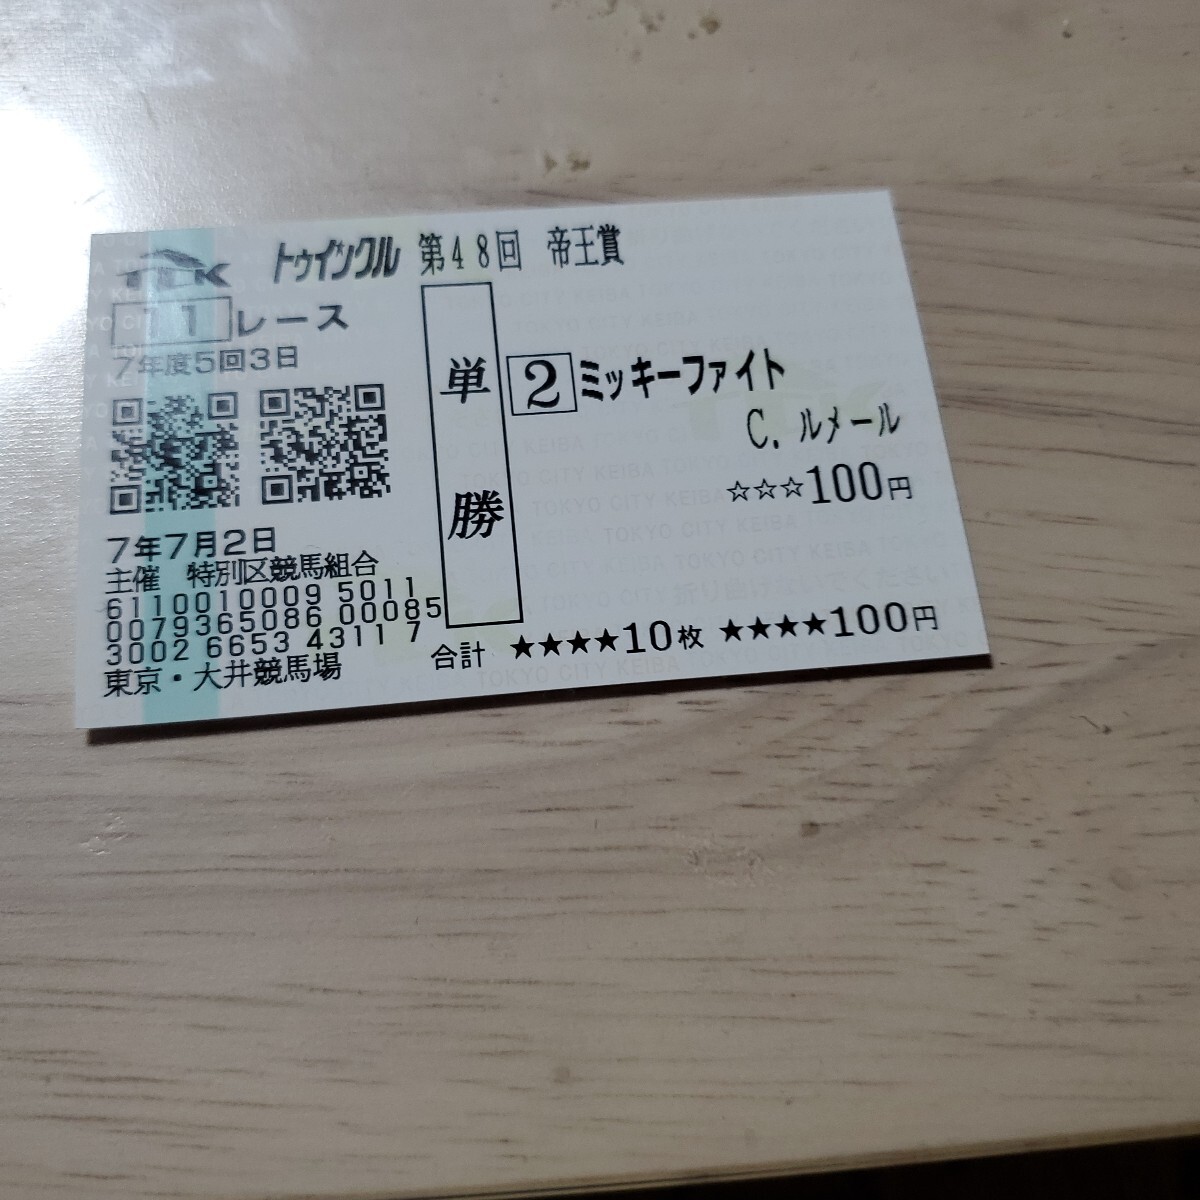 TCK トゥインクル 第48回 帝王賞
11 レース
7年度5回3日
単勝
2 ミッキーファイト
C. ルメール
☆☆☆100円
7年7月2日
主催 特別区競馬組合
6110010009 5011
0079365086 00085
3002 6653 4311 7
東京・大井競馬場
合計 ★★★★10枚 ★★★★100円
TOKYO CITY KEIBA